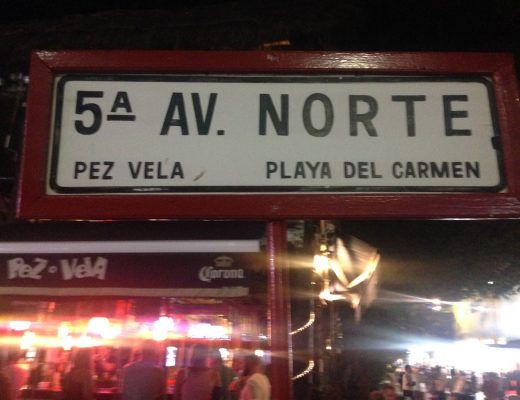 5ª AV. NORTE
PEZ VELA PLAYA DEL CARMEN
PEZ VELA Corona